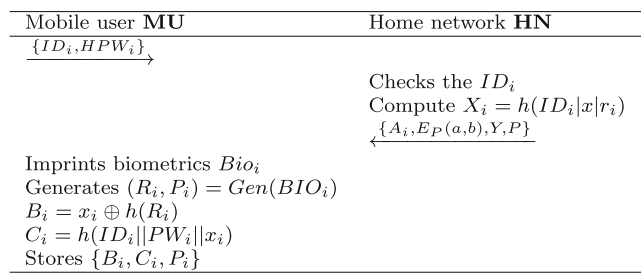 Mobile user MU Home network HN
{ID_i, HPW_i}
Checks the ID_i
Compute X_i = h(ID_i|x|r_i)
{A_i, E_P(a,b), Y, P}
Imprints biometrics Bio_i
Generates (R_i, P_i) = Gen(BIO_i)
B_i = x_i ⊕ h(R_i)
C_i = h(ID_i||PW_i||x_i)
Stores {B_i, C_i, P_i}